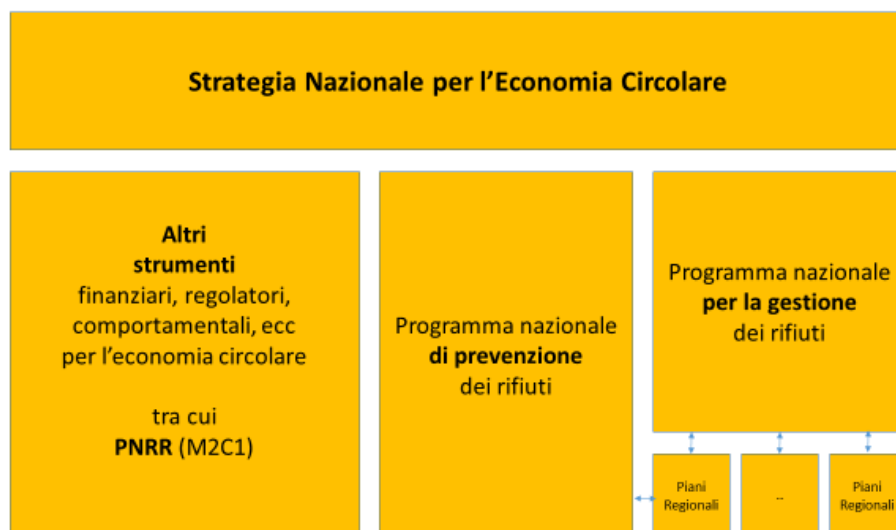 Strategia Nazionale per l'Economia Circolare
Altri
strumenti
finanziari, regolatori,
comportamentali, ecc
per l'economia circolare
tra cui
PNRR (M2C1)
Programma nazionale
di prevenzione
dei rifiuti
Programma nazionale
per la gestione
dei rifiuti
Piani
Regionali
--
Piani
Regionali